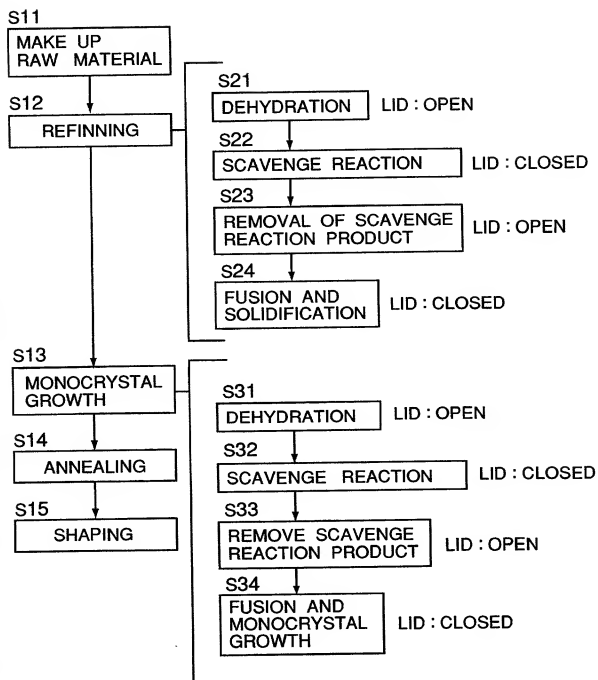 S11
MAKE UP
RAW MATERIAL
S12
REFINNING
S21
DEHYDRATION
LID : OPEN
S22
SCAVENGE REACTION
LID : CLOSED
S23
REMOVAL OF SCAVENGE
REACTION PRODUCT
LID : OPEN
S24
FUSION AND
SOLIDIFICATION
LID : CLOSED
S13
MONOCRYSTAL
GROWTH
S14
ANNEALING
S15
SHAPING
S31
DEHYDRATION
LID : OPEN
S32
SCAVENGE REACTION
LID : CLOSED
S33
REMOVE SCAVENGE
REACTION PRODUCT
LID : OPEN
S34
FUSION AND
MONOCRYSTAL
GROWTH
LID : CLOSED